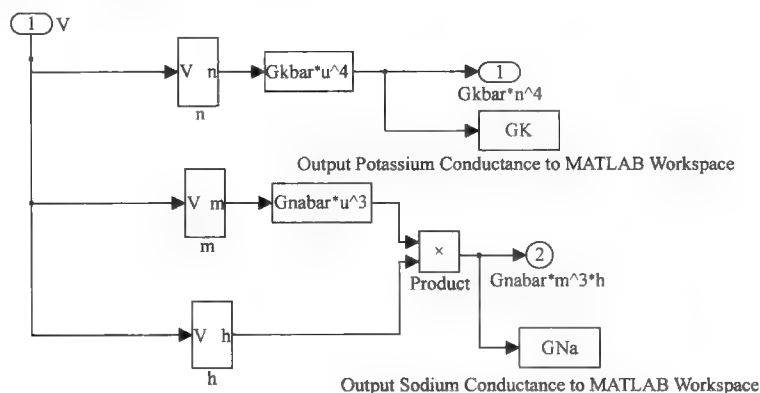 1 V
V n
n
Gkbar*u^4
1
Gkbar*n^4
GK
Output Potassium Conductance to MATLAB Workspace
V m
m
Gnabar*u^3
×
Product
2
Gnabar*m^3*h
V h
h
GNa
Output Sodium Conductance to MATLAB Workspace